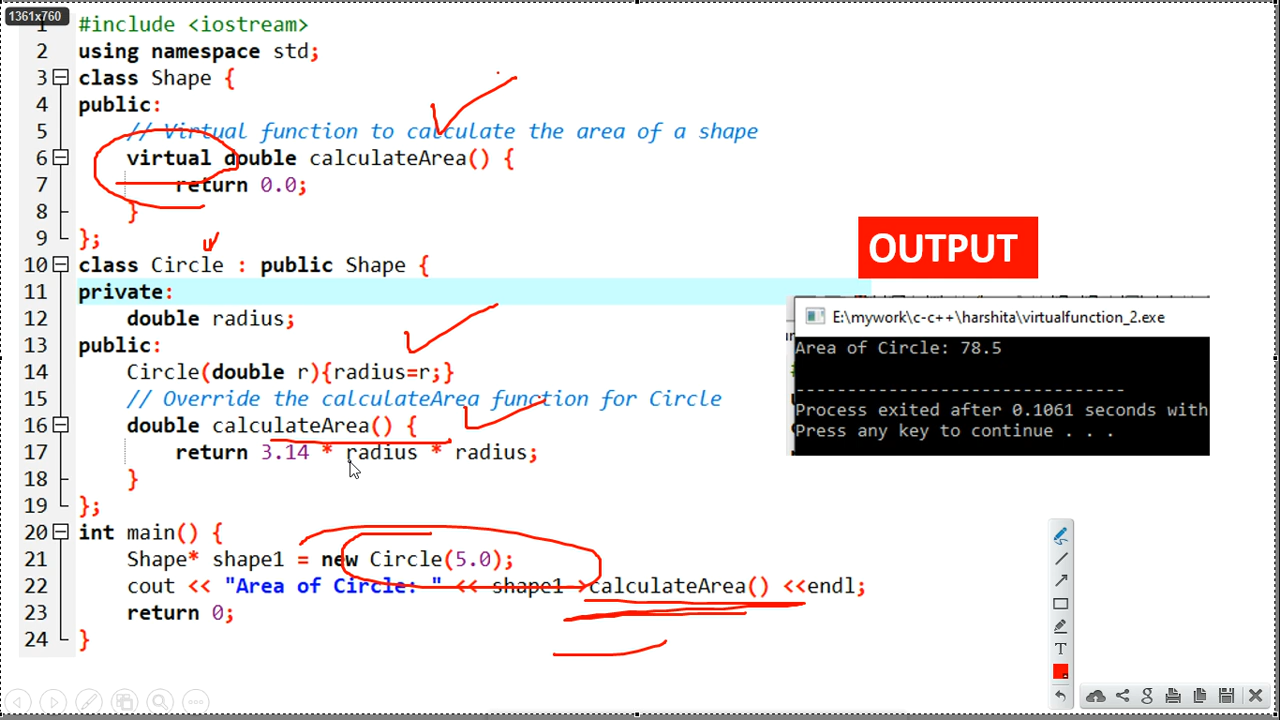 1361x760
1 #include <iostream>
2 using namespace std;
3 class Shape {
4 public:
5 // Virtual function to calculate the area of a shape
6 virtual double calculateArea() {
7 return 0.0;
8 }
9 };
10 class Circle : public Shape {
11 private:
12 double radius;
13 public:
14 Circle(double r){radius=r;}
15 // Override the calculateArea function for Circle
16 double calculateArea() {
17 return 3.14 * radius * radius;
18 }
19 };
20 int main() {
21 Shape* shape1 = new Circle(5.0);
22 cout << "Area of Circle: " << shape1->calculateArea() <<endl;
23 return 0;
24 }
OUTPUT
E:\mywork\c-c++\harshita\virtualfunction_2.exe
Area of Circle: 78.5
--------------------------------
Process exited after 0.1061 seconds with
Press any key to continue . . .
T